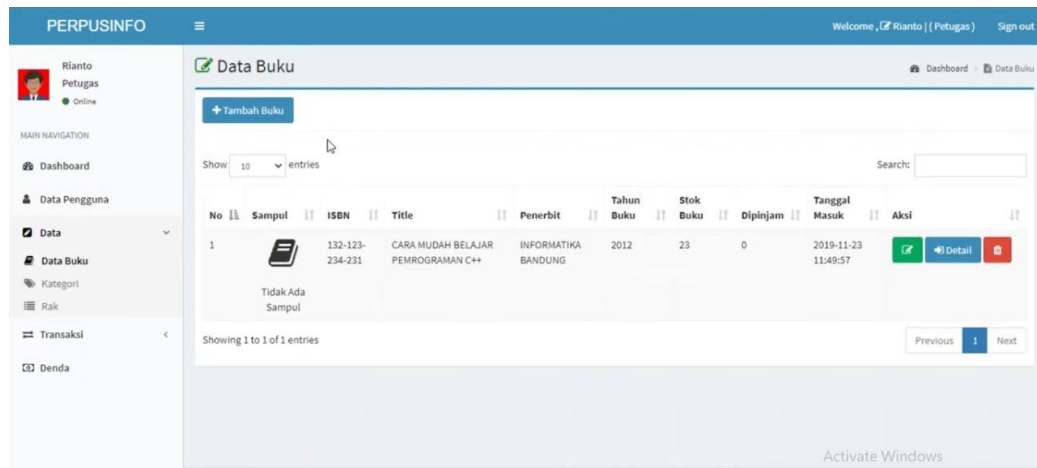 PERPUSINFO
Welcome , Rianto | ( Petugas )
Sign out
Rianto
Petugas
Online
MAIN NAVIGATION
Dashboard
Data Pengguna
Data
Data Buku
Kategori
Rak
Transaksi
Denda
Data Buku
Dashboard > Data Buku
+ Tambah Buku
Show 10 entries
Search:
No Sampul ISBN Title Penerbit Tahun Buku Stok Buku Dipinjam Tanggal Masuk Aksi
1 Tidak Ada Sampul 132-123-234-231 CARA MUDAH BELAJAR PEMROGRAMAN C++ INFORMATIKA BANDUNG 2012 23 0 2019-11-23 11:49:57 Detail
Showing 1 to 1 of 1 entries
Previous 1 Next
Activate Windows